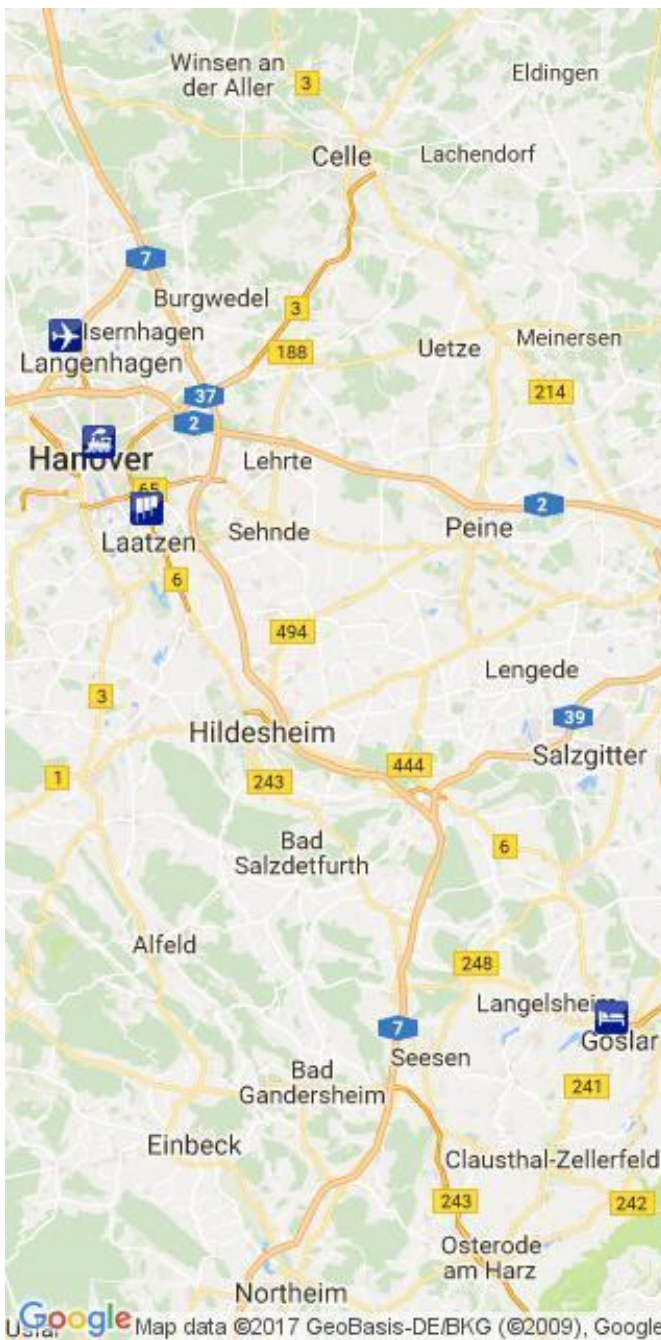 Winsen an
der Aller
3
Eldingen
Celle
Lachendorf
7
Burgwedel
3
Isernhagen
Langenhagen
188
Uetze
Meinersen
214
37
2
Hanover
Lehrte
65
2
Laatzen
Sehnde
Peine
6
494
Lengede
3
39
Hildesheim
Salzgitter
1
243
444
Bad
Salzdetfurth
6
Alfeld
248
Langelsheim
7
Goslar
Seesen
Bad
Gandersheim
241
Einbeck
Clausthal-Zellerfeld
243
242
Osterode
am Harz
Northeim
Google
Map data ©2017 GeoBasis-DE/BKG (©2009), Google